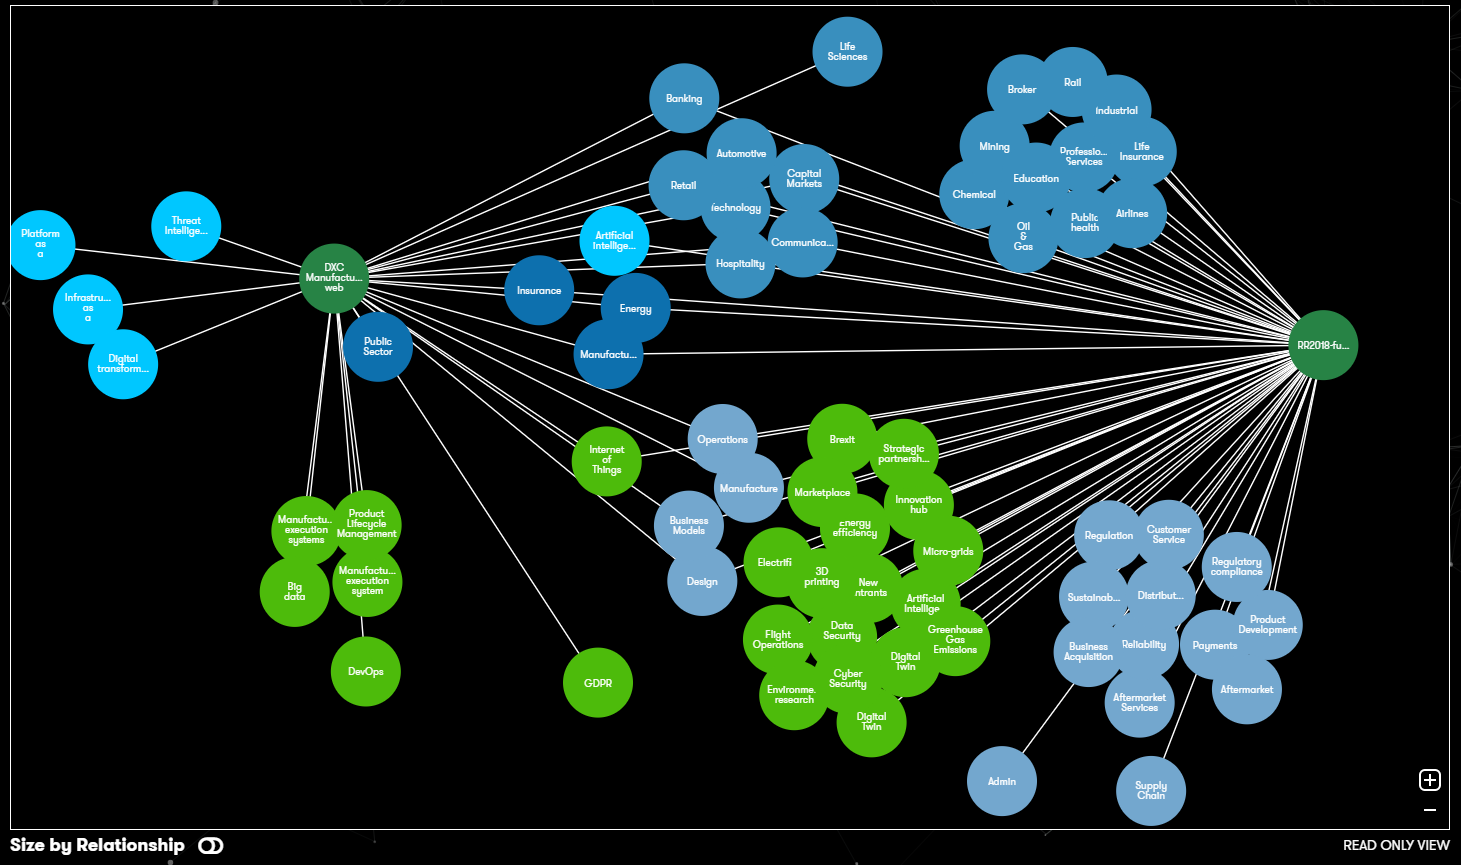 Life
Sciences
Banking
Broker
Rail
Industrial
Automotive
Mining
Professio...
Services
Life
Insurance
Retail
Capital
Markets
Education
Chemical
Technology
Airlines
Public
health
Oil
&
Gas
Threat
Intellige...
Platform
as
a
Artificial
Intellige...
Communica...
Hospitality
DXC
Manufactu...
web
Insurance
Energy
Infrastru...
as
a
Public
Sector
Manufactu...
RR2018-fu...
Digital
transform...
Operations
Brexit
Strategic
partnersh...
Internet
of
Things
Manufacture
Marketplace
Innovation
hub
Energy
efficiency
Business
Models
Manufactu...
execution
systems
Product
Lifecycle
Management
Regulation
Customer
Service
Micro-grids
Electrifi
3D
printing
New
ntrants
Design
Regulatory
compliance
Big
data
Manufactu...
execution
system
Artificial
Intellige
Sustainab...
Distribut...
Flight
Operations
Data
Security
Greenhouse
Gas
Emissions
Product
Development
Business
Acquisition
Reliability
Payments
Digital
Twin
DevOps
GDPR
Cyber
Security
Environme.
research
Aftermarket
Aftermarket
Services
Digital
Twin
Admin
Supply
Chain
Size by Relationship
READ ONLY VIEW